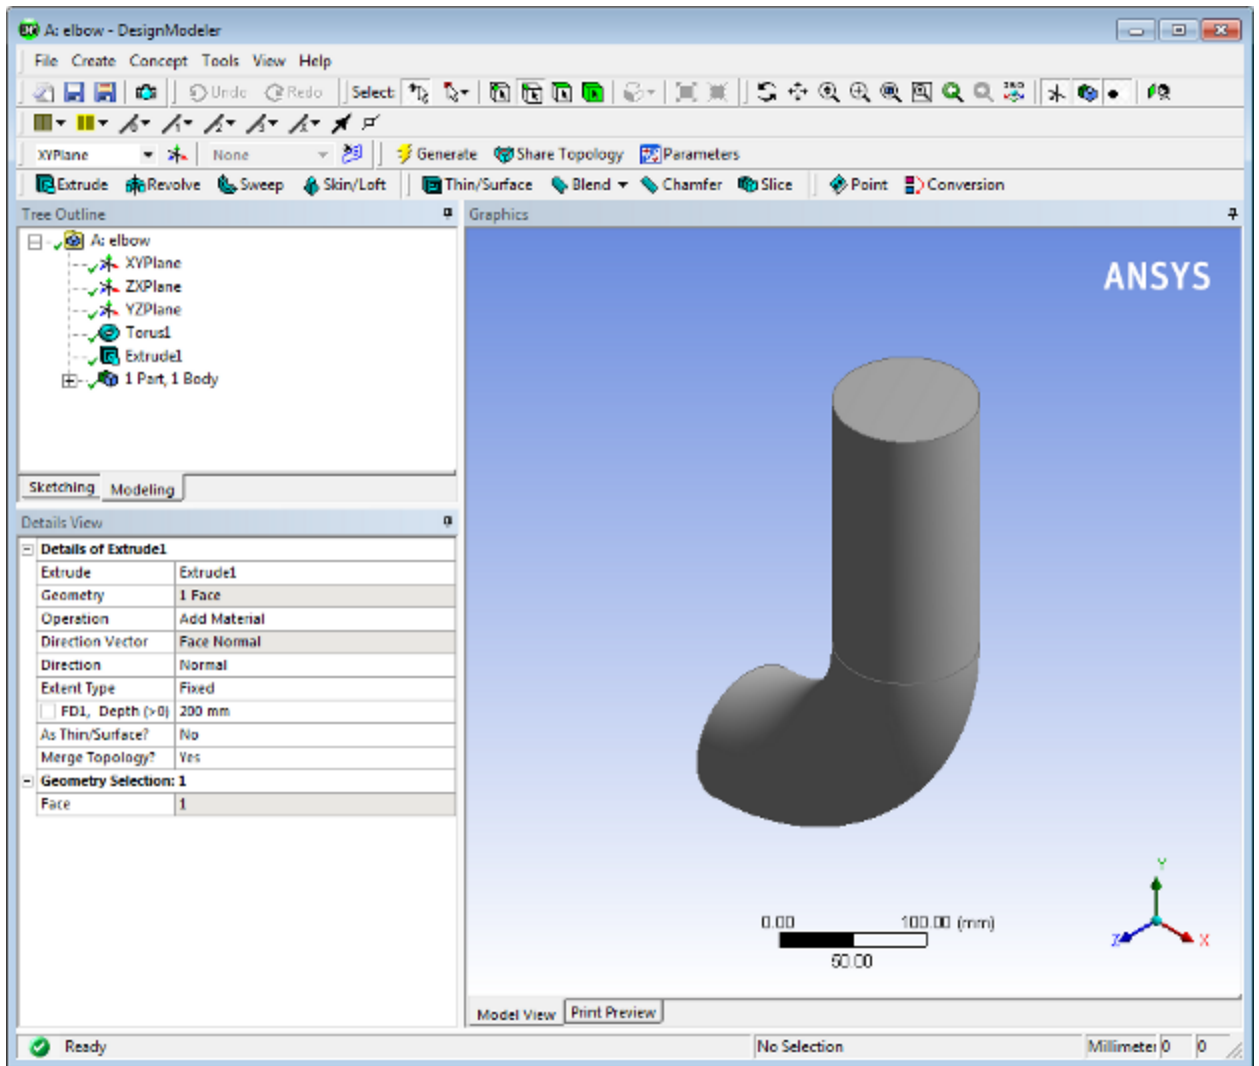 A: elbow - DesignModeler
File Create Concept Tools View Help
Undo Redo Select:
XYPlane None Generate Share Topology Parameters
Extrude Revolve Sweep Skin/Loft Thin/Surface Blend Chamfer Slice Point Conversion
Tree Outline
A: elbow
XYPlane
ZXPlane
YZPlane
Torus1
Extrude1
1 Part, 1 Body
Sketching Modeling
Details View
Details of Extrude1
Extrude Extrude1
Geometry 1 Face
Operation Add Material
Direction Vector Face Normal
Direction Normal
Extent Type Fixed
FD1, Depth (>0) 200 mm
As Thin/Surface? No
Merge Topology? Yes
Geometry Selection: 1
Face 1
Graphics
ANSYS
Y
Z X
0.00 100.00 (mm)
50.00
Model View Print Preview
Ready No Selection Millimeter 0 0